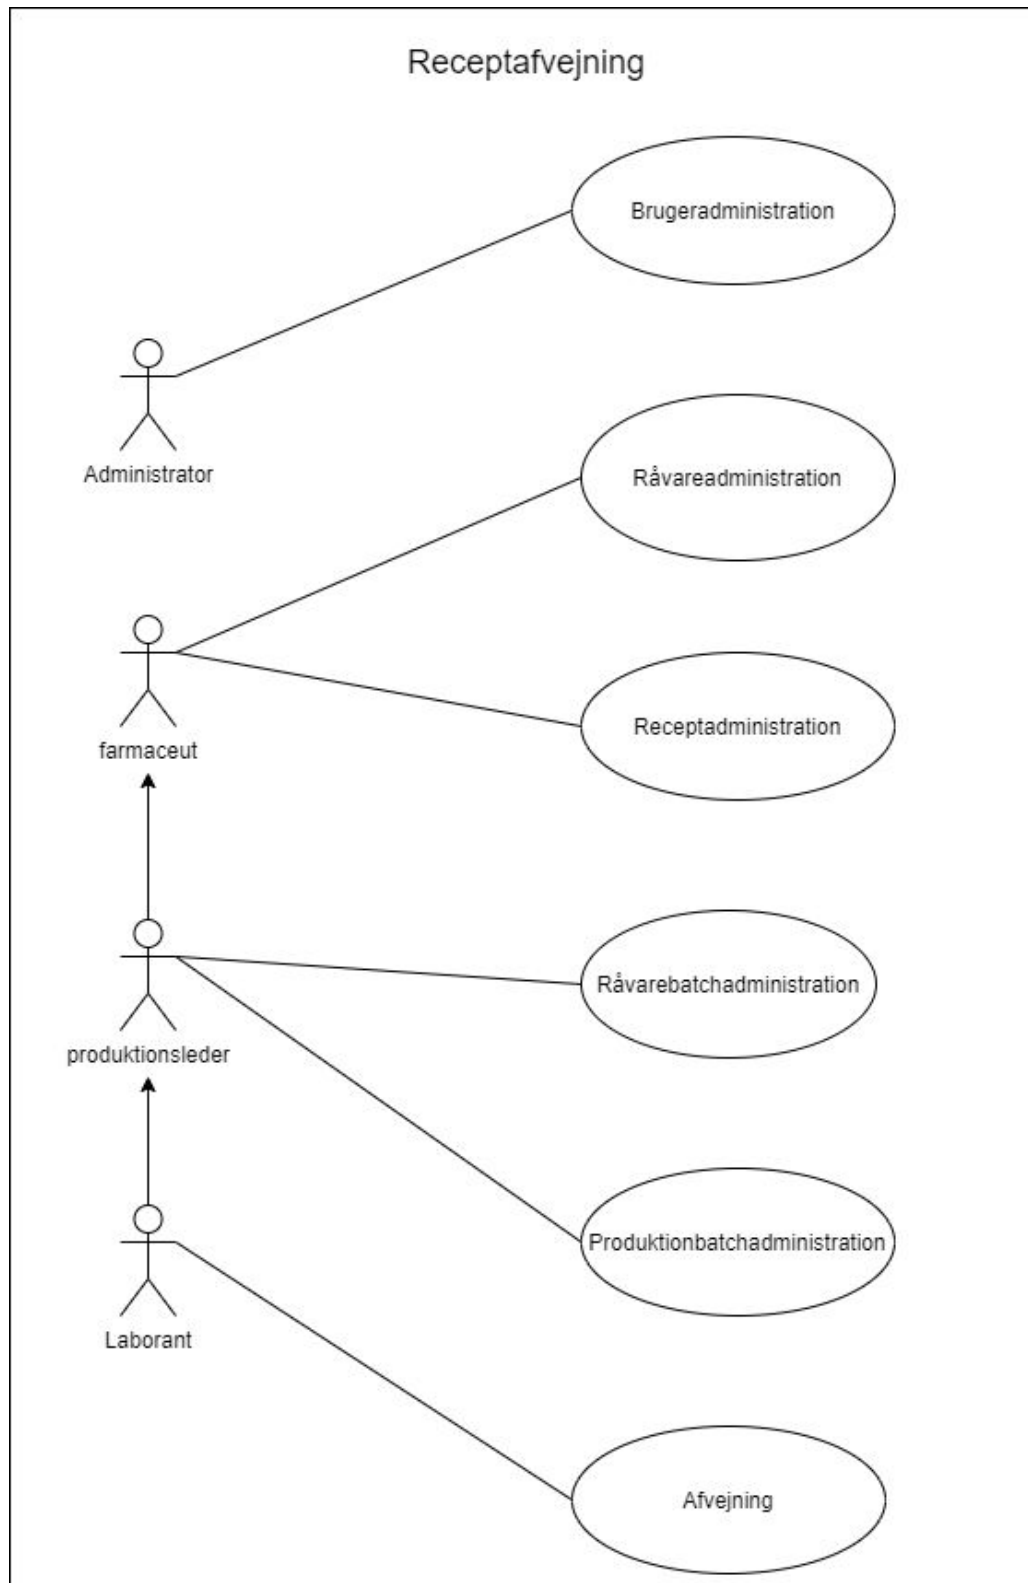 Receptafvejning
Brugeradministration
Administrator
Råvareadministration
farmaceut
Receptadministration
produktionsleder
Råvarebatchadministration
Produktionbatchadministration
Laborant
Afvejning